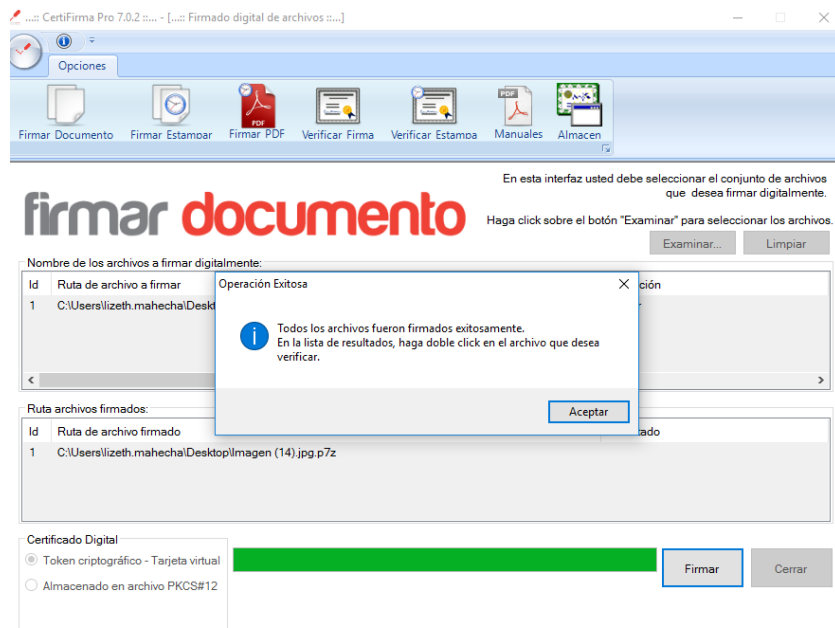 ...:: CertiFirma Pro 7.0.2 ::... - [...:: Firmado digital de archivos ::...]
Opciones
Firmar Documento Firmar Estampar Firmar PDF Verificar Firma Verificar Estampa Manuales Almacen
firmar documento
En esta interfaz usted debe seleccionar el conjunto de archivos
que desea firmar digitalmente.
Haga click sobre el botón "Examinar" para seleccionar los archivos.
Examinar... Limpiar
Nombre de los archivos a firmar digitalmente:
Id Ruta de archivo a firmar
1 C:\Users\lizeth.mahecha\Deskt
Operación Exitosa
Todos los archivos fueron firmados exitosamente.
En la lista de resultados, haga doble click en el archivo que desea
verificar.
Aceptar
Ruta archivos firmados:
Id Ruta de archivo firmado
1 C:\Users\lizeth.mahecha\Desktop\Imagen (14).jpg.p7z
Certificado Digital
Token criptográfico - Tarjeta virtual
Almacenado en archivo PKCS#12
Firmar Cerrar